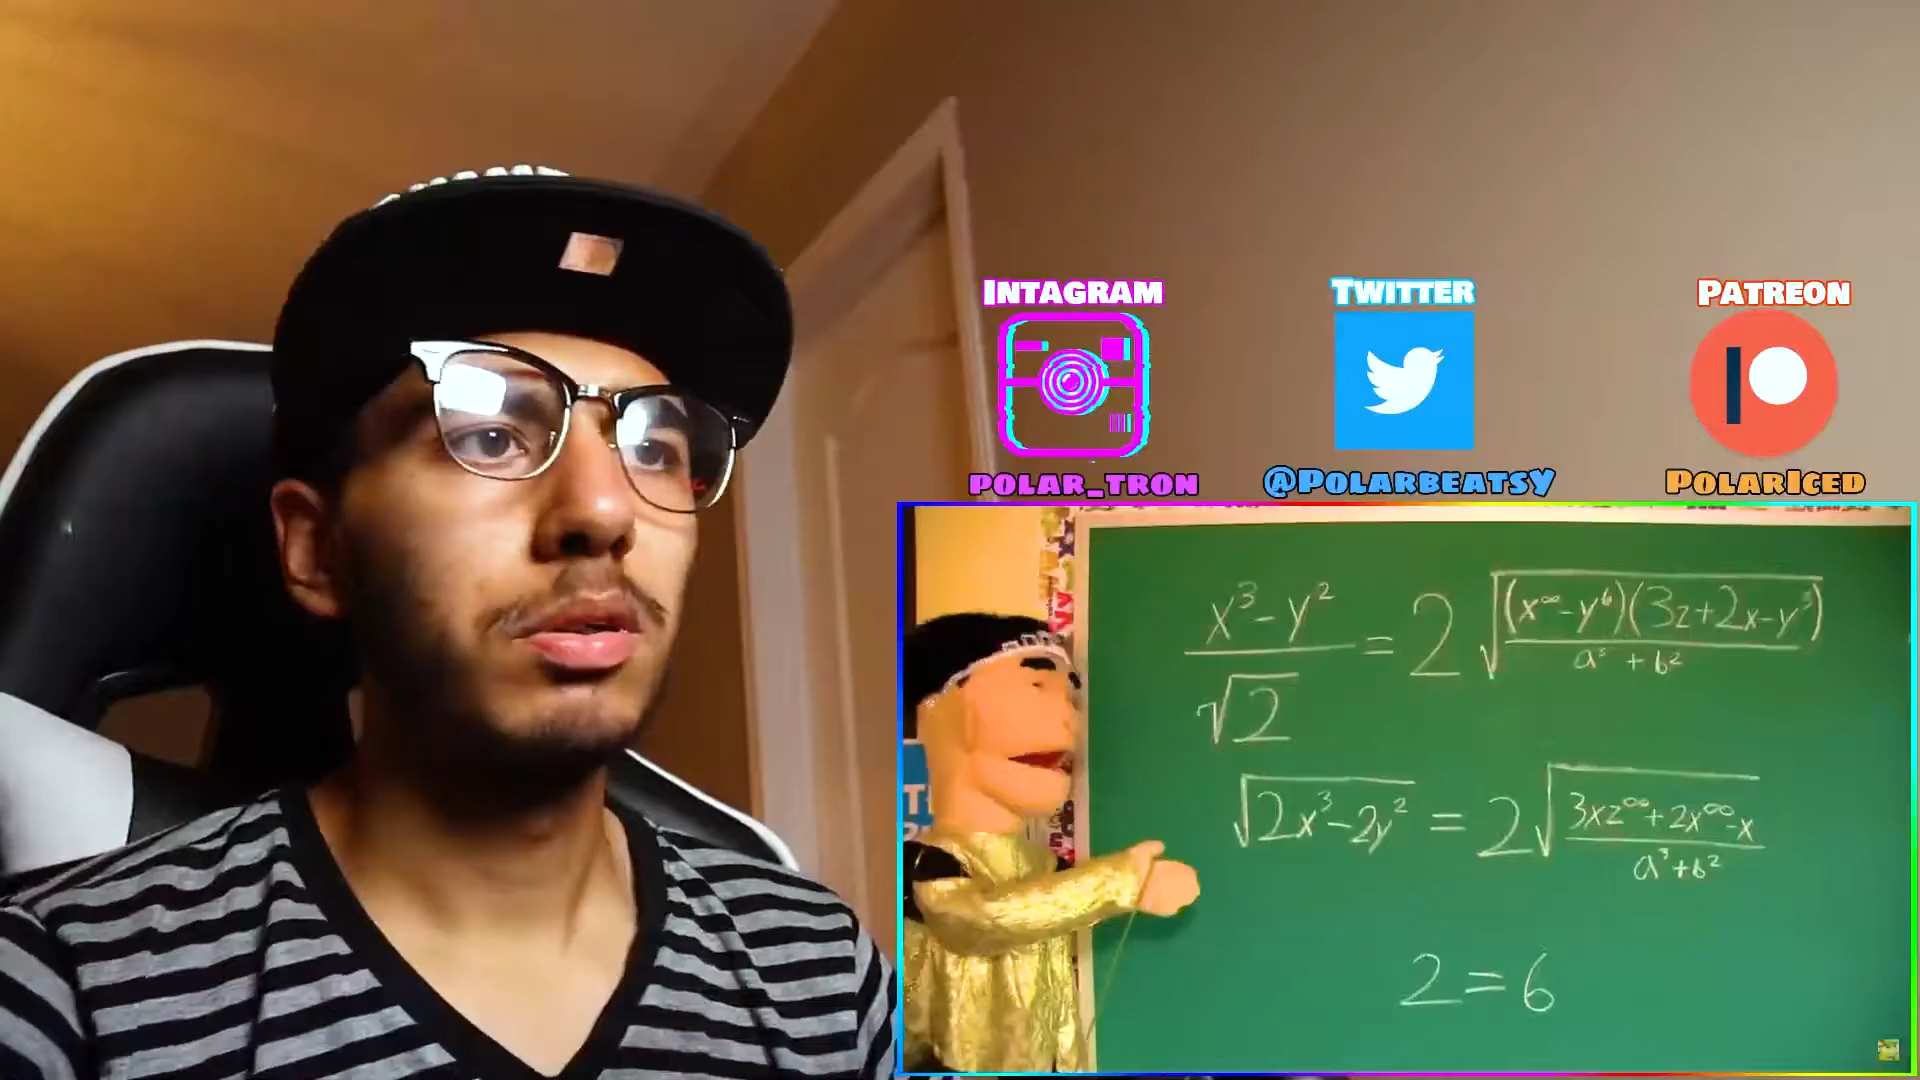 INTAGRAM
TWITTER
PATREON
POLAR_TRON
@POLARBEATSY
POLARICED
x³-y² / √2 = 2 √((x^∞-y⁶)(3z+2x-y³) / a⁵+b²)
√2x³-2y² = 2 √(3xz^∞+2x^∞-x / a³+b²)
2=6